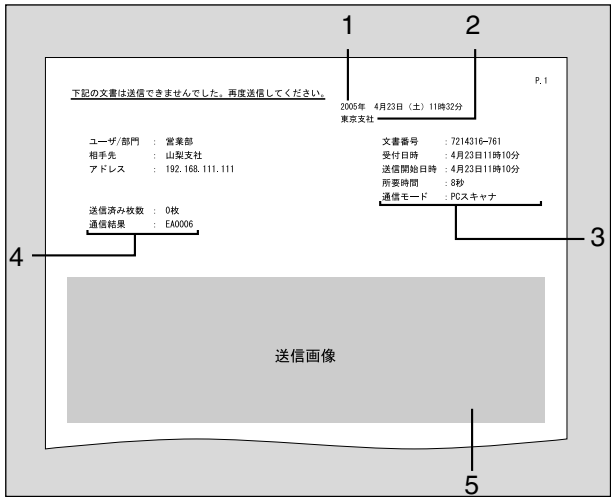 1
2
P.1
下記の文書は送信できませんでした。再度送信してください。
2005年 4月23日（土）11時32分
東京支社
ユーザ/部門 : 営業部
相手先 : 山梨支社
アドレス : 192.168.111.111
文書番号 : 7214316-761
受付日時 : 4月23日11時10分
送信開始日時 : 4月23日11時10分
所要時間 : 8秒
通信モード : PCスキャナ
送信済み枚数 : 0枚
通信結果 : EA0006
3
4
送信画像
5